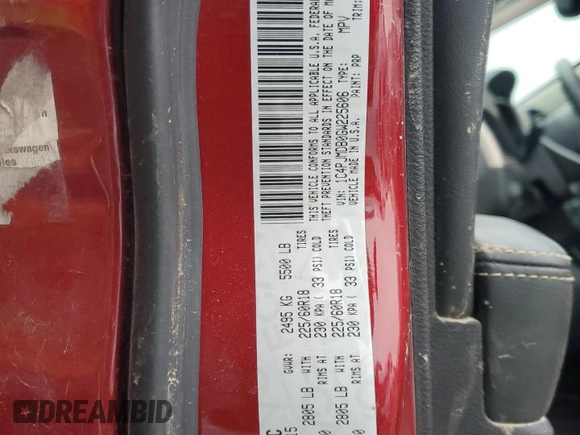 THIS VEHICLE CONFORMS TO ALL APPLICABLE U.S.A. FEDERAL
THEFT PREVENTION STANDARDS IN EFFECT ON THE DATE OF
VIN: 1C4PJMDB0GW225606 TYPE: MPV
VEHICLE MADE IN U.S.A. PAINT: PRP TRIM:
GVWR: 2495 KG 5500 LB
2805 LB WITH 225/60R18 TIRES
RIMS AT 230 KPA ( 33 PSI) COLD
2805 LB WITH 225/60R18 TIRES
RIMS AT 230 KPA ( 33 PSI) COLD
DREAMBID